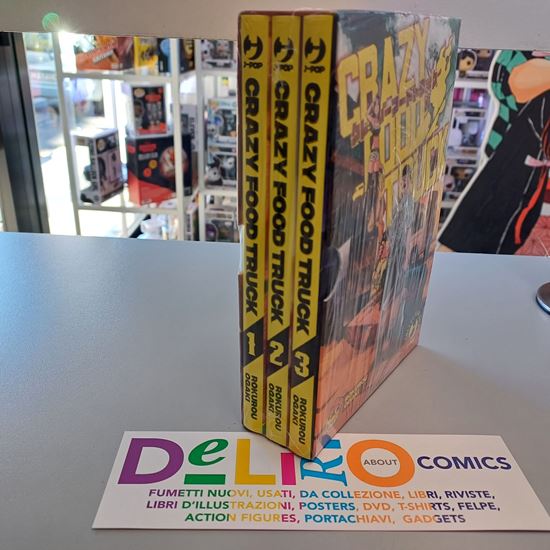 J-POP
CRAZY FOOD TRUCK
1
ROKUROU
OGAKI
J-POP
CRAZY FOOD TRUCK
2
ROKUROU
OGAKI
J-POP
CRAZY FOOD TRUCK
3
ROKUROU
OGAKI
CRAZY
FOOD
TRUCK
DeLiRiO
ABOUT
COMICS
FUMETTI NUOVI, USATI, DA COLLEZIONE, LIBRI, RIVISTE,
LIBRI D'ILLUSTRAZIONI, POSTERS, DVD, T-SHIRTS, FELPE,
ACTION FIGURES, PORTACHIAVI, GADGETS